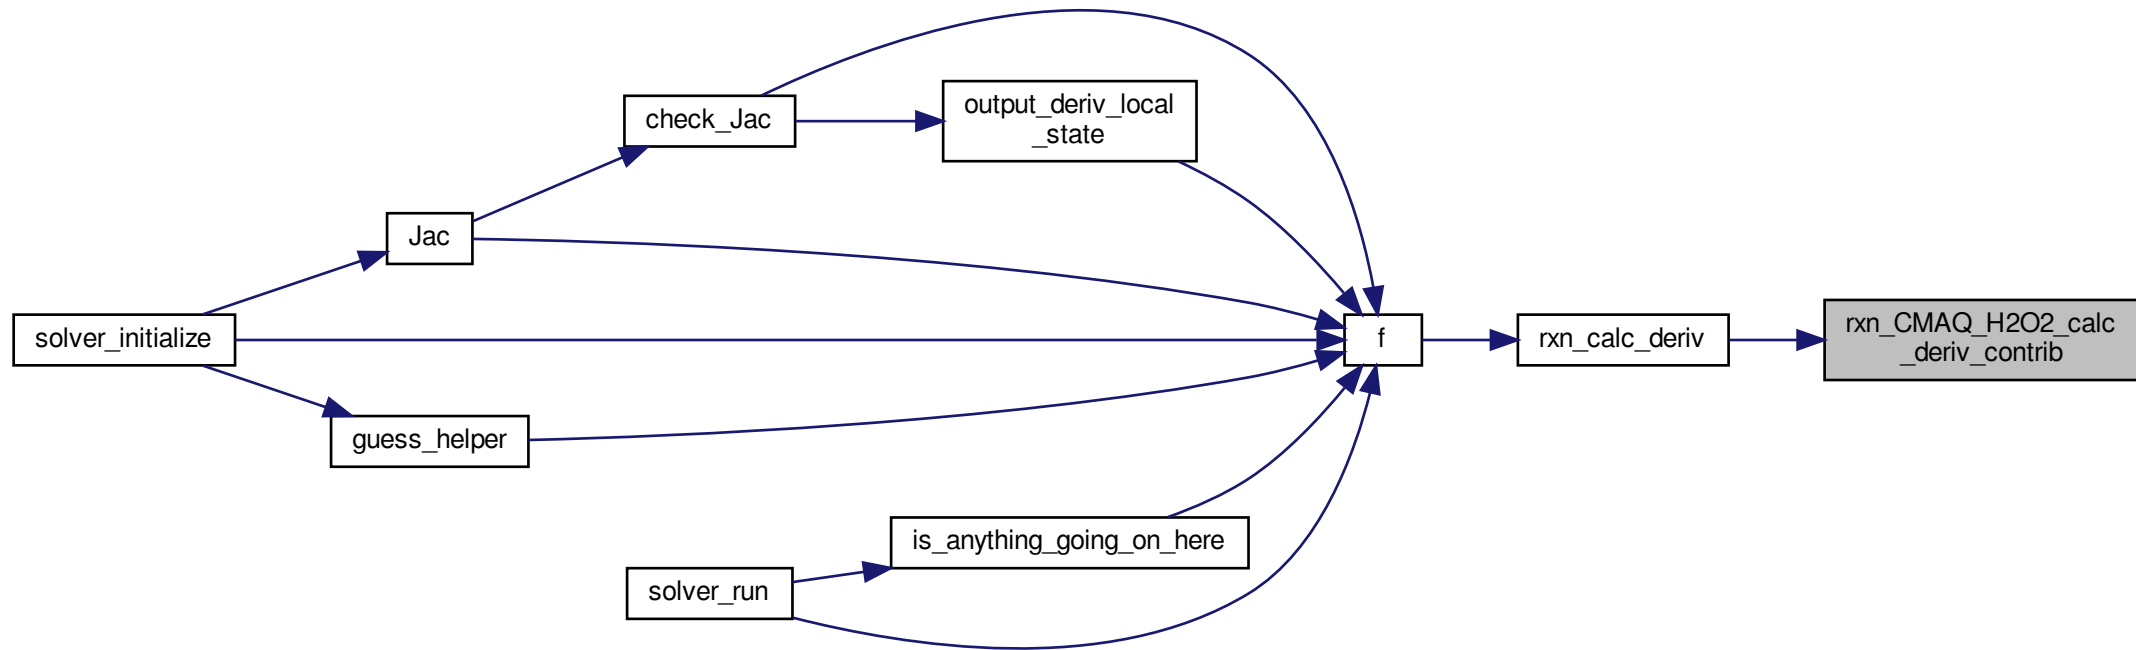 check_Jac
output_deriv_local
_state
Jac
solver_initialize
f
rxn_calc_deriv
rxn_CMAQ_H2O2_calc
_deriv_contrib
guess_helper
is_anything_going_on_here
solver_run